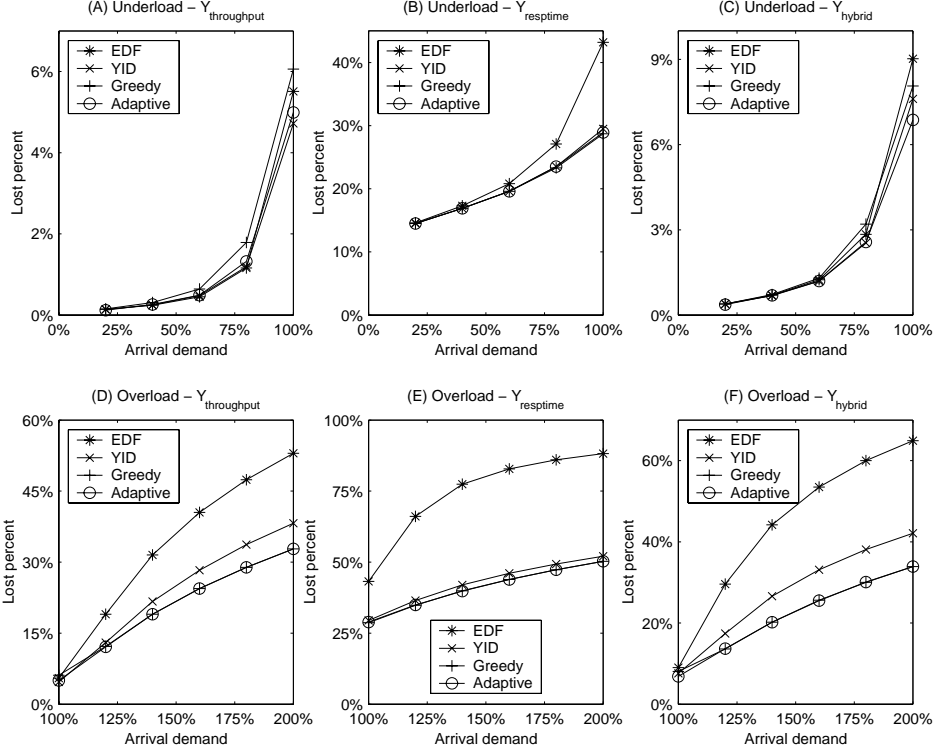 (A) Underload – Y_throughput
Lost percent
6%
4%
2%
0%
EDF
YID
Greedy
Adaptive
0% 25% 50% 75% 100%
Arrival demand
(B) Underload – Y_resptime
Lost percent
40%
30%
20%
10%
0%
EDF
YID
Greedy
Adaptive
0% 25% 50% 75% 100%
Arrival demand
(C) Underload – Y_hybrid
Lost percent
9%
6%
3%
0%
EDF
YID
Greedy
Adaptive
0% 25% 50% 75% 100%
Arrival demand
(D) Overload – Y_throughput
Lost percent
60%
45%
30%
15%
0%
EDF
YID
Greedy
Adaptive
100% 125% 150% 175% 200%
Arrival demand
(E) Overload – Y_resptime
Lost percent
100%
75%
50%
25%
0%
EDF
YID
Greedy
Adaptive
100% 125% 150% 175% 200%
Arrival demand
(F) Overload – Y_hybrid
Lost percent
60%
40%
20%
0%
EDF
YID
Greedy
Adaptive
100% 125% 150% 175% 200%
Arrival demand